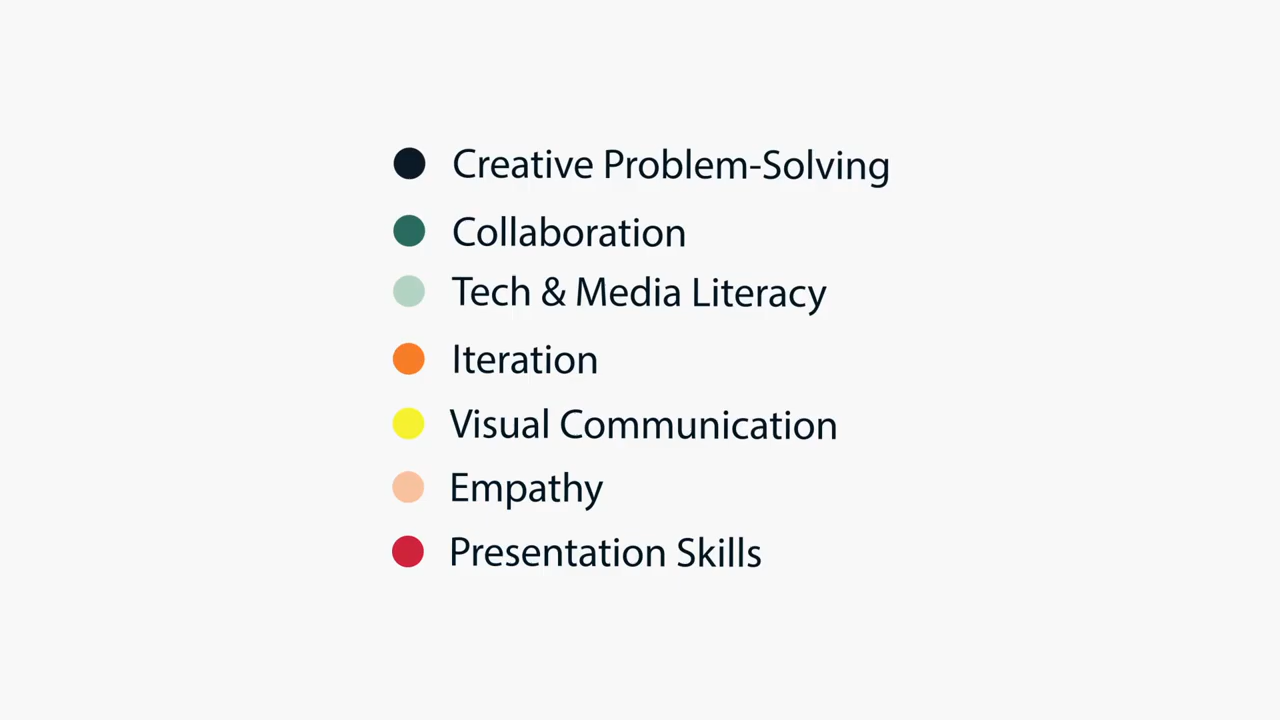 Creative Problem-Solving
Collaboration
Tech & Media Literacy
Iteration
Visual Communication
Empathy
Presentation Skills